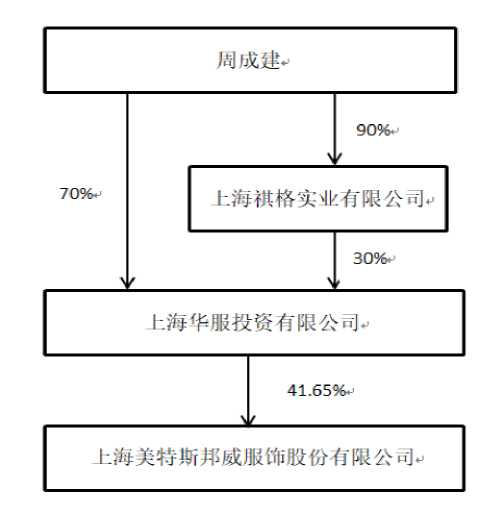 周成建
90%
70%
上海祺格实业有限公司
30%
上海华服投资有限公司
41.65%
上海美特斯邦威服饰股份有限公司